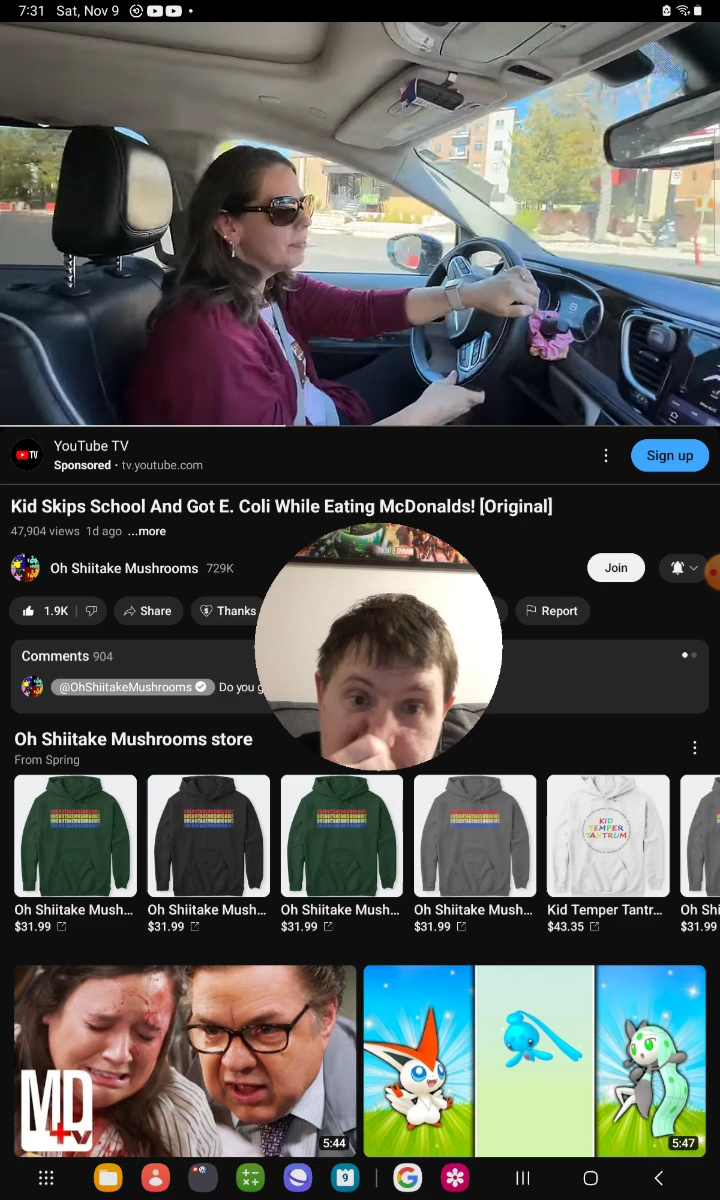 7:31 Sat, Nov 9
YouTube TV
Sponsored · tv.youtube.com
Sign up
Kid Skips School And Got E. Coli While Eating McDonalds! [Original]
47,904 views 1d ago ...more
Oh Shiitake Mushrooms 729K
Join
1.9K
Share
Thanks
Report
Comments 904
@OhShiitakeMushrooms Do you g
Oh Shiitake Mushrooms store
From Spring
KID
TEMPER
TANTRUM
Oh Shiitake Mush... Oh Shiitake Mush... Oh Shiitake Mush... Oh Shiitake Mush... Kid Temper Tantr... Oh Shi
$31.99 $31.99 $31.99 $31.99 $43.35 $31.99
MD
tv
5:44
5:47
9
G